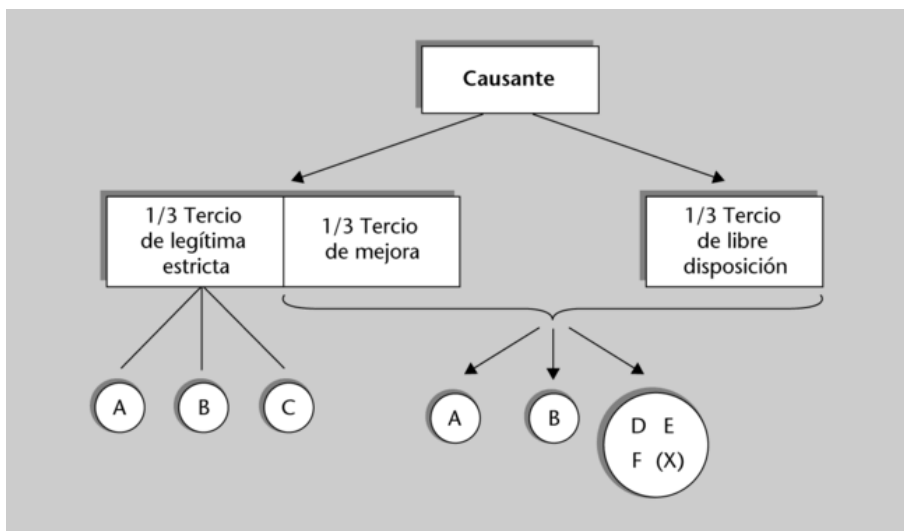 Causante
1/3 Tercio
de legítima
estricta
1/3 Tercio
de mejora
1/3 Tercio
de libre
disposición
A
B
C
A
B
D E
F (X)